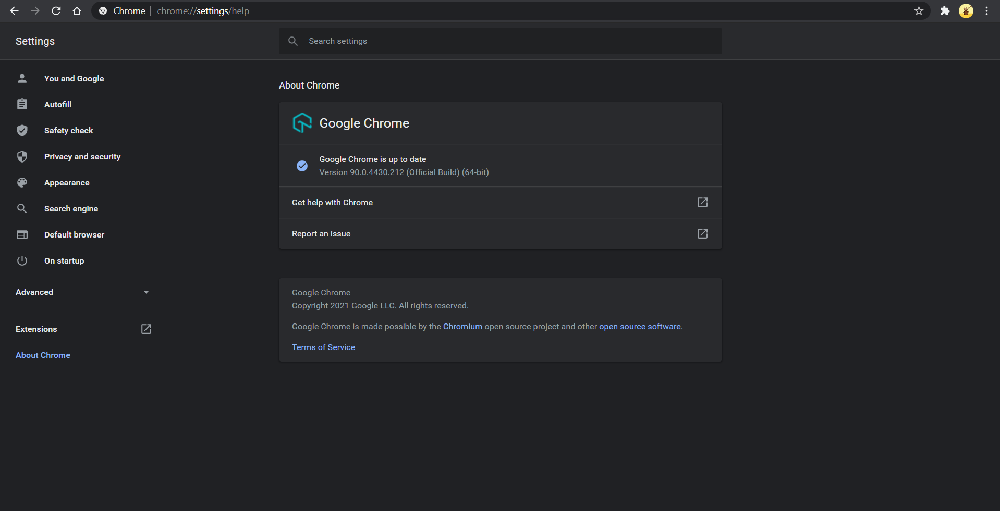 Chrome | chrome://settings/help
Settings
Search settings
You and Google
Autofill
Safety check
Privacy and security
Appearance
Search engine
Default browser
On startup
Advanced
Extensions
About Chrome
About Chrome
Google Chrome
Google Chrome is up to date
Version 90.0.4430.212 (Official Build) (64-bit)
Get help with Chrome
Report an issue
Google Chrome
Copyright 2021 Google LLC. All rights reserved.
Google Chrome is made possible by the Chromium open source project and other open source software.
Terms of Service